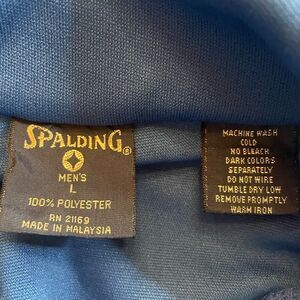 SPALDING®
MEN'S
L
100% POLYESTER
RN 21169
MADE IN MALAYSIA
MACHINE WASH
COLD
NO BLEACH
DARK COLORS
SEPARATELY
DO NOT WIRE
TUMBLE DRY LOW
REMOVE PROMPTLY
WARM IRON